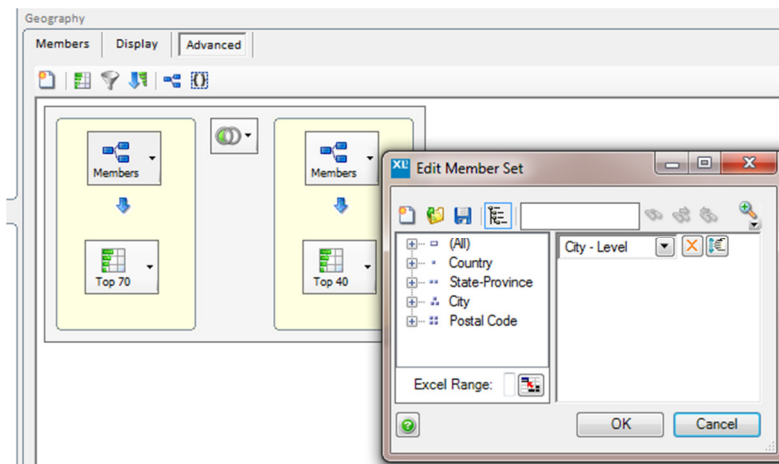 Geography
Members Display Advanced
Members
Members
Top 70
Top 40
XL
Edit Member Set
(All)
Country
State-Province
City
Postal Code
City - Level
Excel Range:
OK Cancel